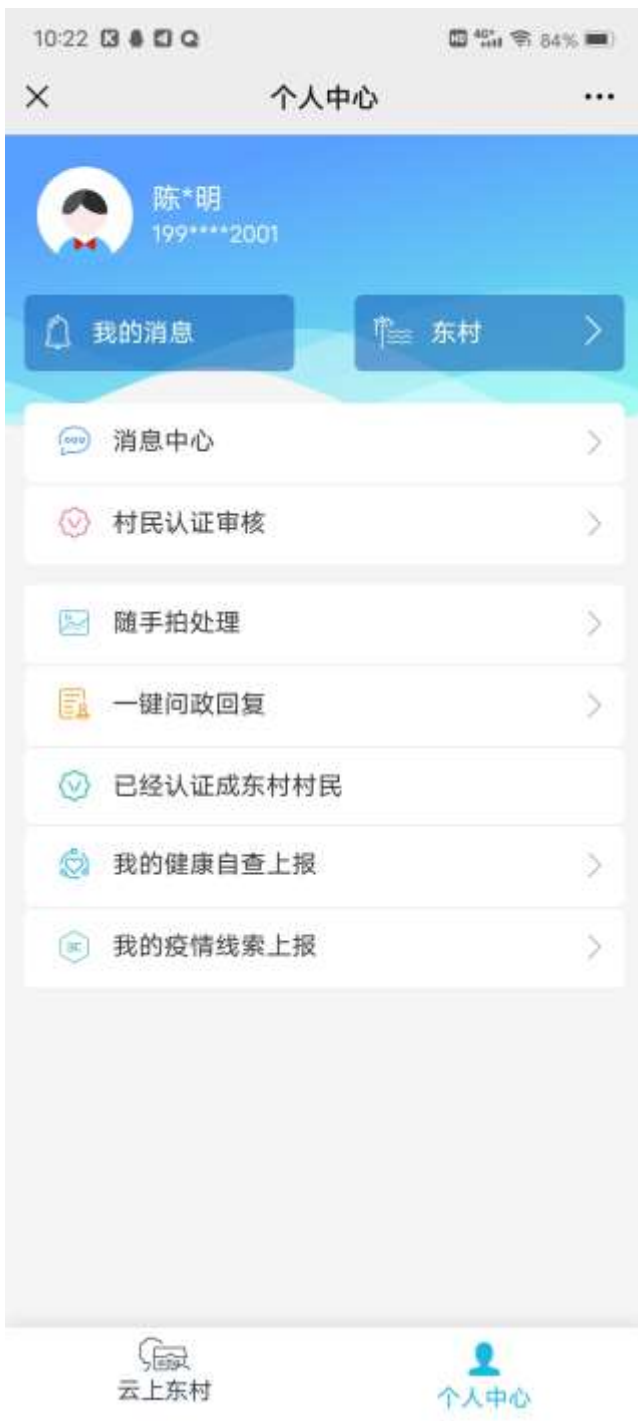 10:22 84%
个人中心
陈*明
199****2001
我的消息 东村
消息中心
村民认证审核
随手拍处理
一键问政回复
已经认证成东村村民
我的健康自查上报
我的疫情线索上报
云上东村 个人中心